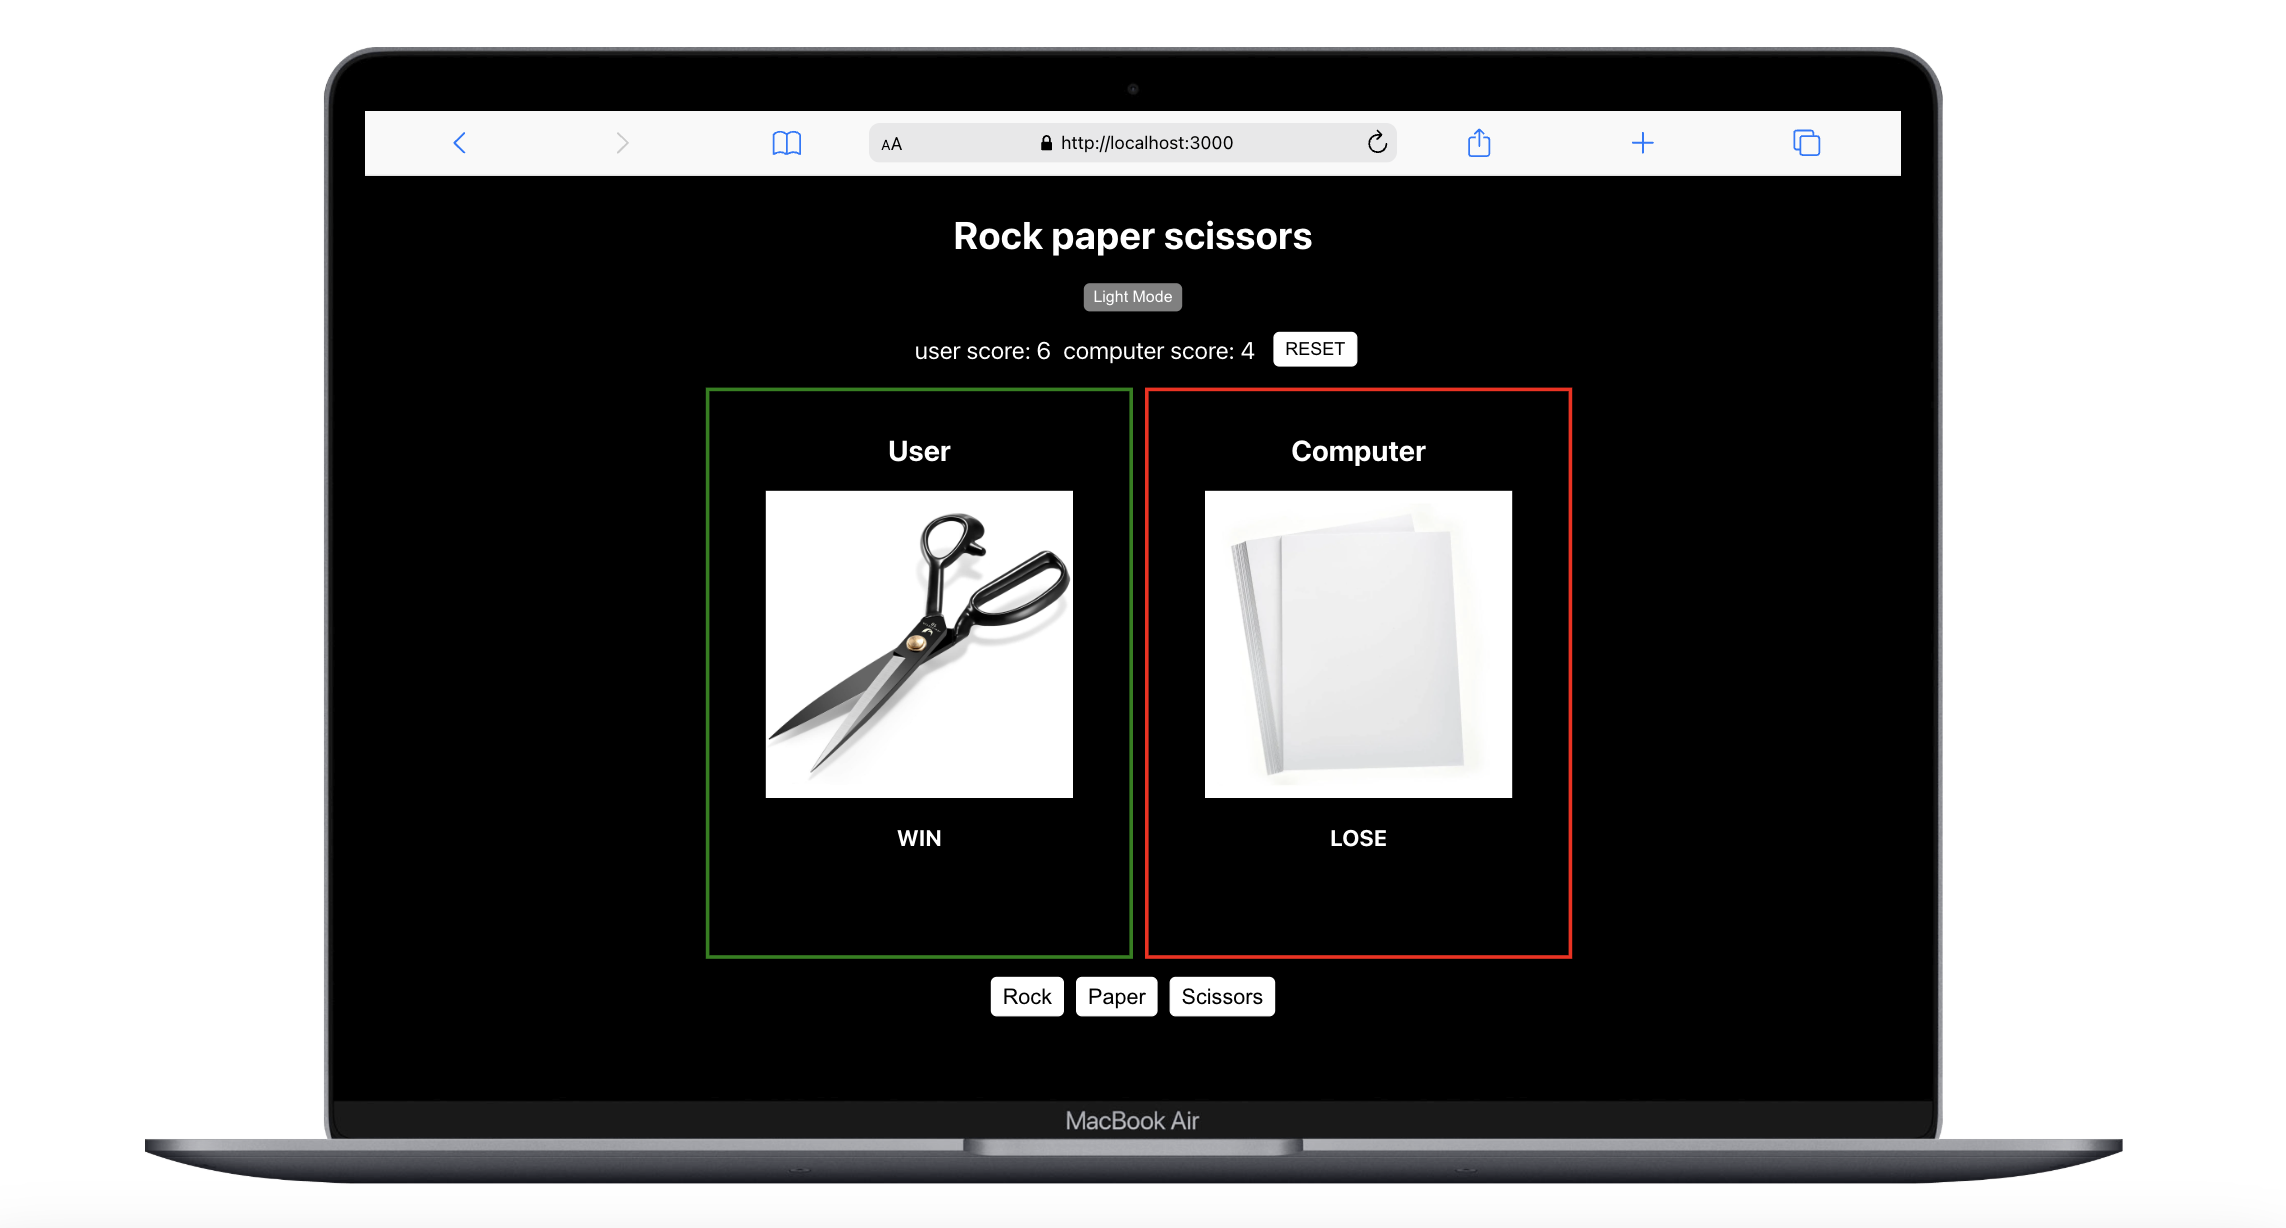 AA http://localhost:3000
Rock paper scissors
Light Mode
user score: 6 computer score: 4 RESET
User
Computer
WIN
LOSE
Rock Paper Scissors
MacBook Air